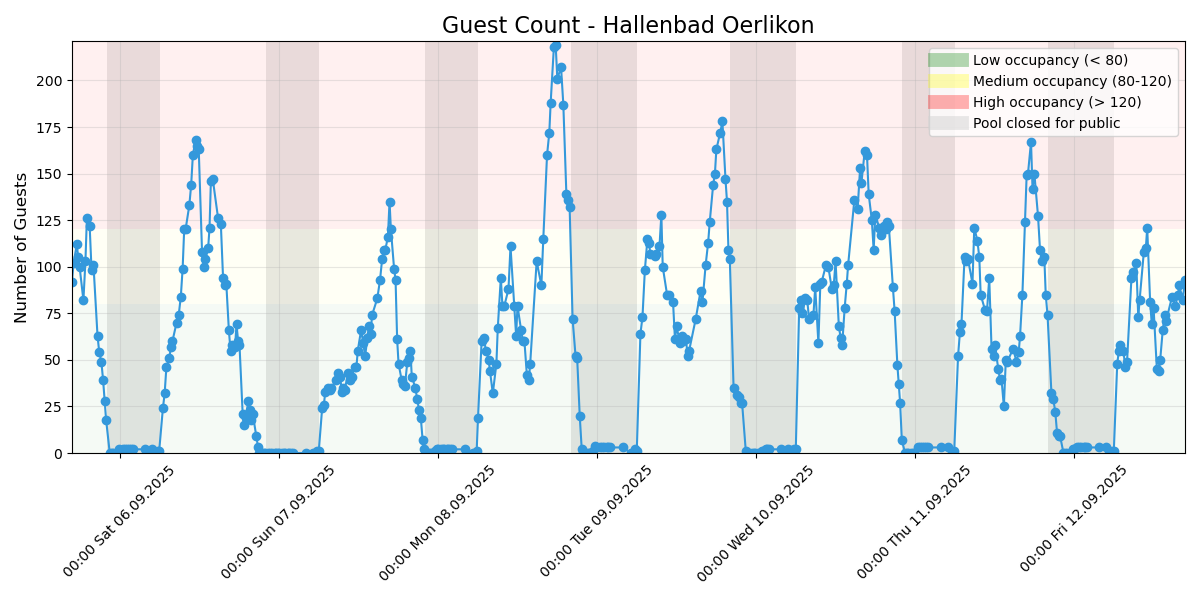 Guest Count - Hallenbad Oerlikon
Low occupancy (< 80)
Medium occupancy (80-120)
High occupancy (> 120)
Pool closed for public
Number of Guests
200
175
150
125
100
75
50
25
0
00:00 Sat 06.09.2025
00:00 Sun 07.09.2025
00:00 Mon 08.09.2025
00:00 Tue 09.09.2025
00:00 Wed 10.09.2025
00:00 Thu 11.09.2025
00:00 Fri 12.09.2025